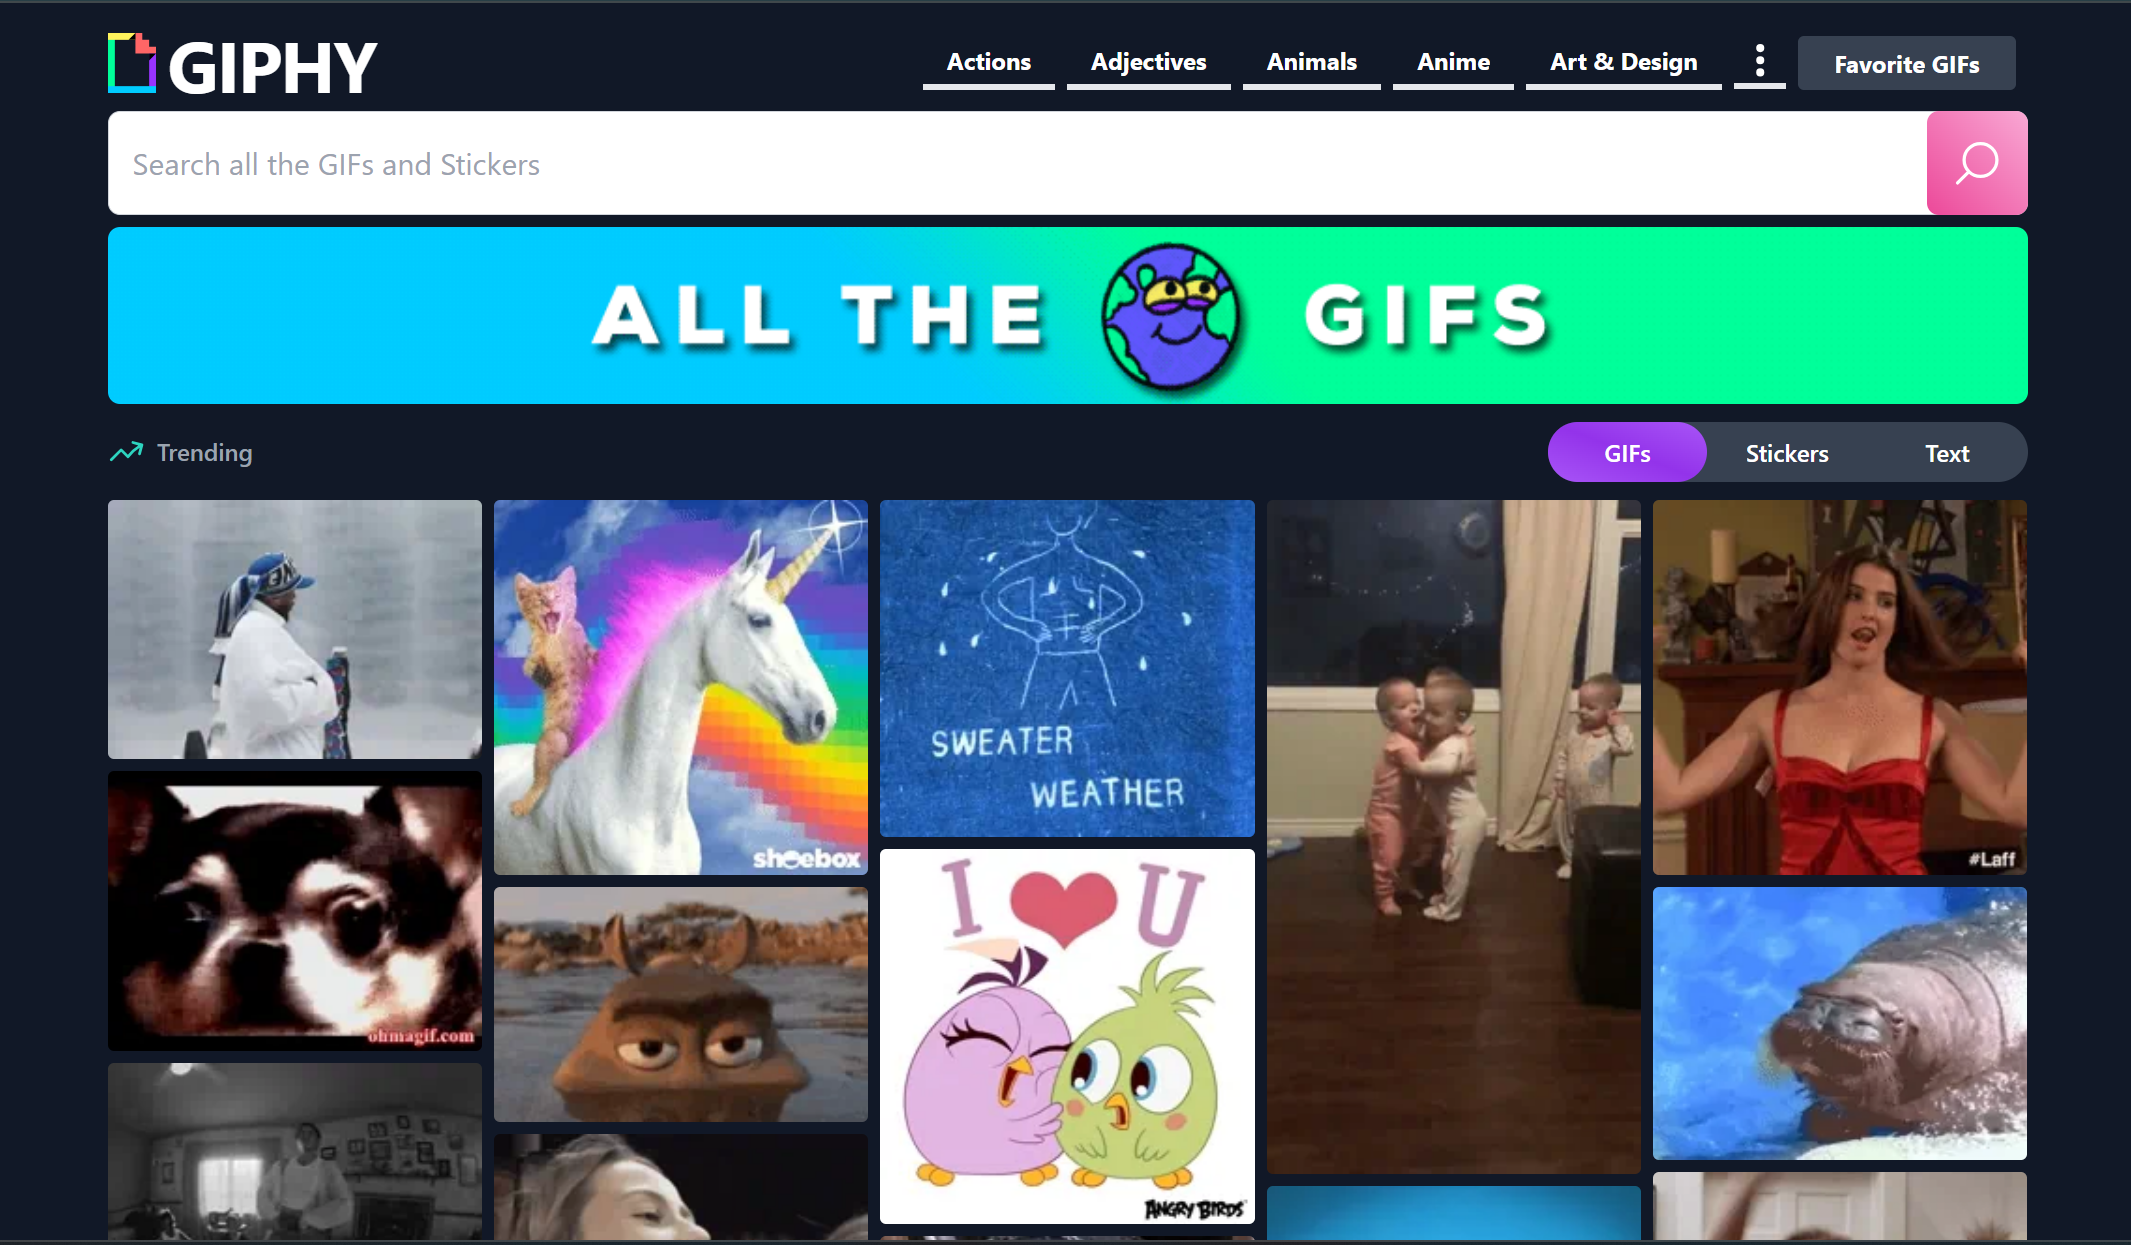 GIPHY
Actions
Adjectives
Animals
Anime
Art & Design
Favorite GIFs
Search all the GIFs and Stickers
ALL THE GIFS
Trending
GIFs
Stickers
Text
shoebox
SWEATER
WEATHER
#Laff
ohmagif.com
I U
ANGRY BIRDS